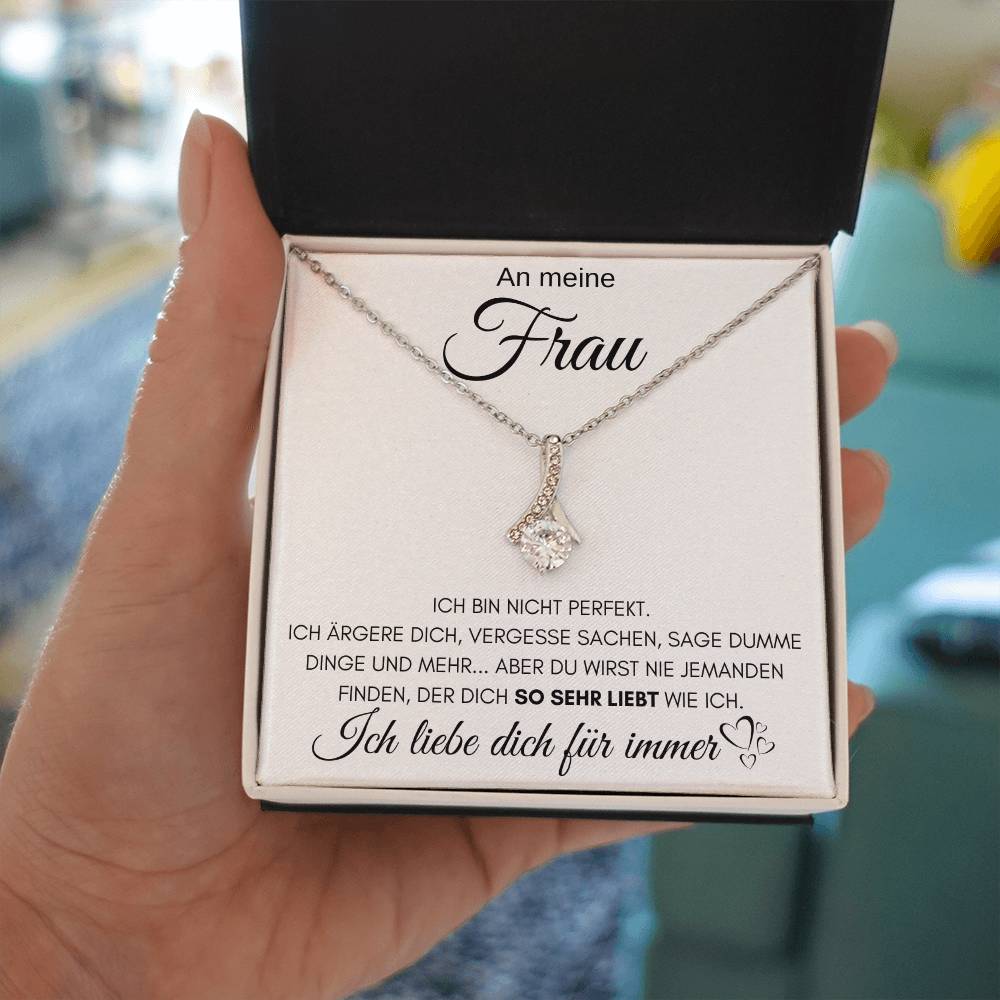 An meine
Frau
ICH BIN NICHT PERFEKT.
ICH ÄRGERE DICH, VERGESSE SACHEN, SAGE DUMME
DINGE UND MEHR... ABER DU WIRST NIE JEMANDEN
FINDEN, DER DICH SO SEHR LIEBT WIE ICH.
Ich liebe dich für immer